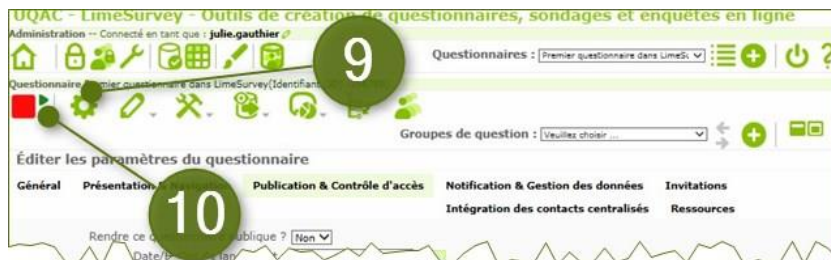 UQAC - LimeSurvey - Outils de création de questionnaires, sondages et enquêtes en ligne
Administration -- Connecté en tant que : julie.gauthier
9
Questionnaires : Premier questionnaire dans LimeSu
Questionnaire Premier questionnaire dans LimeSurvey(Identifiant
Groupes de question : Veuillez choisir ...
Éditer les paramètres du questionnaire
Général Présentation & Navigation Publication & Contrôle d'accès Notification & Gestion des données Invitations
Intégration des contacts centralisés Ressources
10
Rendre ce publique ? Non